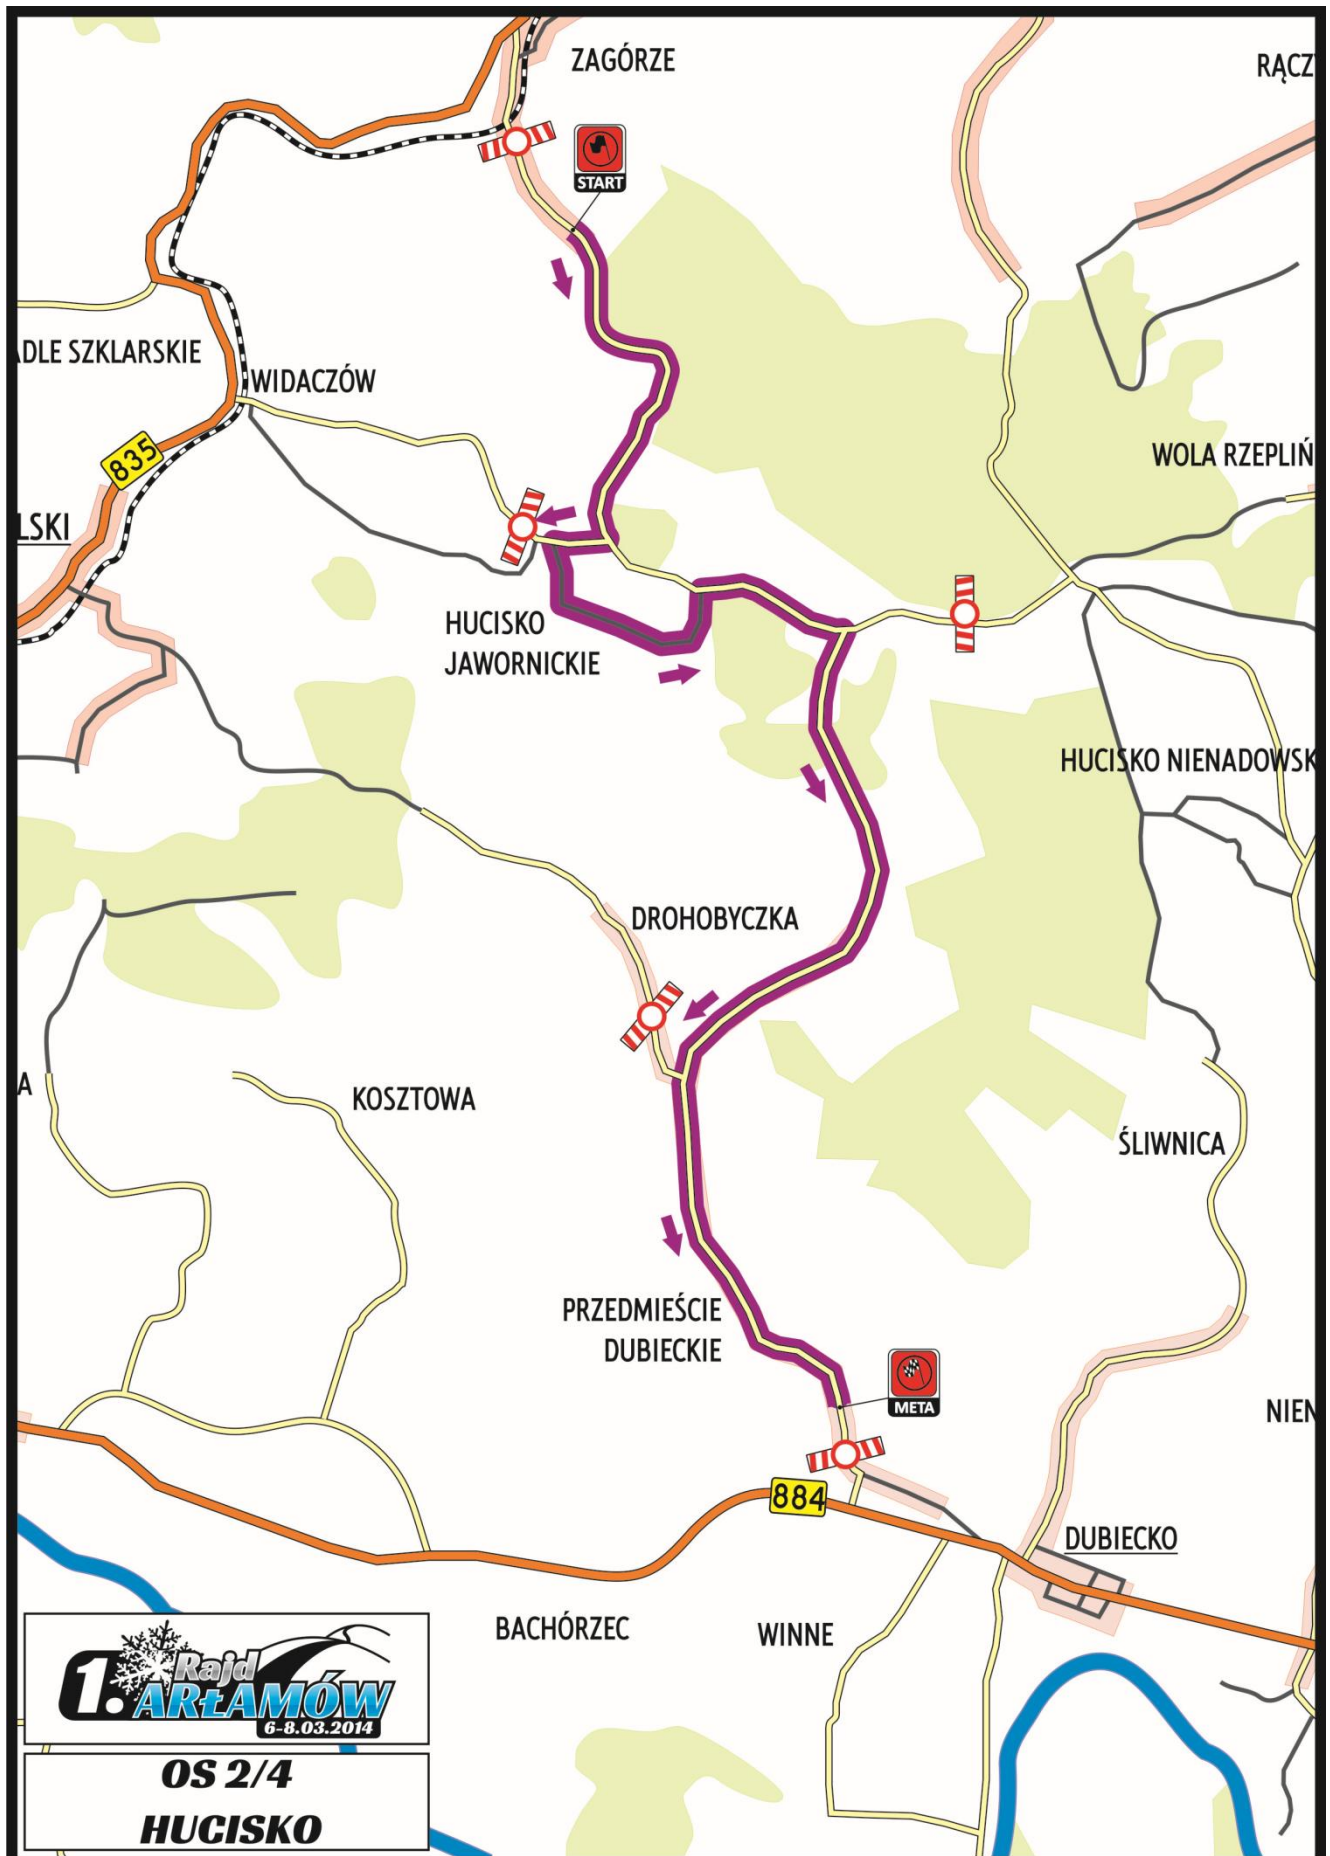 ZAGÓRZE
RĄCZ
START
ADLE SZKLARSKIE
WIDACZÓW
835
WOLA RZEPLIŃ
LSKI
HUCISKO
JAWORNICKIE
HUCISKO NIENADOWSK
DROHOBYCZKA
A
KOSZTOWA
ŚLIWNICA
PRZEDMIEŚCIE
DUBIECKIE
META
NIEN
884
DUBIECKO
BACHÓRZEC
WINNE
1. Rajd
ARŁAMÓW
6-8.03.2014
OS 2/4
HUCISKO